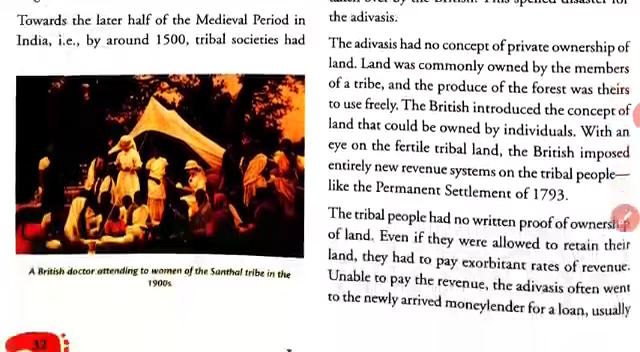 Towards the later half of the Medieval Period in
India, i.e., by around 1500, tribal societies had
A British doctor attending to women of the Santhal tribe in the
1900s
32
the adivasis.
The adivasis had no concept of private ownership of
land. Land was commonly owned by the members
of a tribe, and the produce of the forest was theirs
to use freely. The British introduced the concept of
land that could be owned by individuals. With an
eye on the fertile tribal land, the British imposed
entirely new revenue systems on the tribal people—
like the Permanent Settlement of 1793.
The tribal people had no written proof of ownership
of land. Even if they were allowed to retain their
land, they had to pay exorbitant rates of revenue.
Unable to pay the revenue, the adivasis often went
to the newly arrived moneylender for a loan, usually